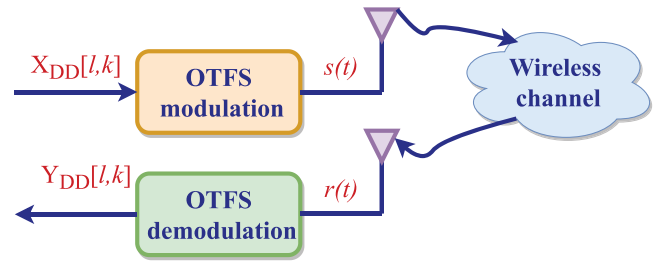 X_DD[l,k]
OTFS
modulation
s(t)
Wireless
channel
Y_DD[l,k]
OTFS
demodulation
r(t)